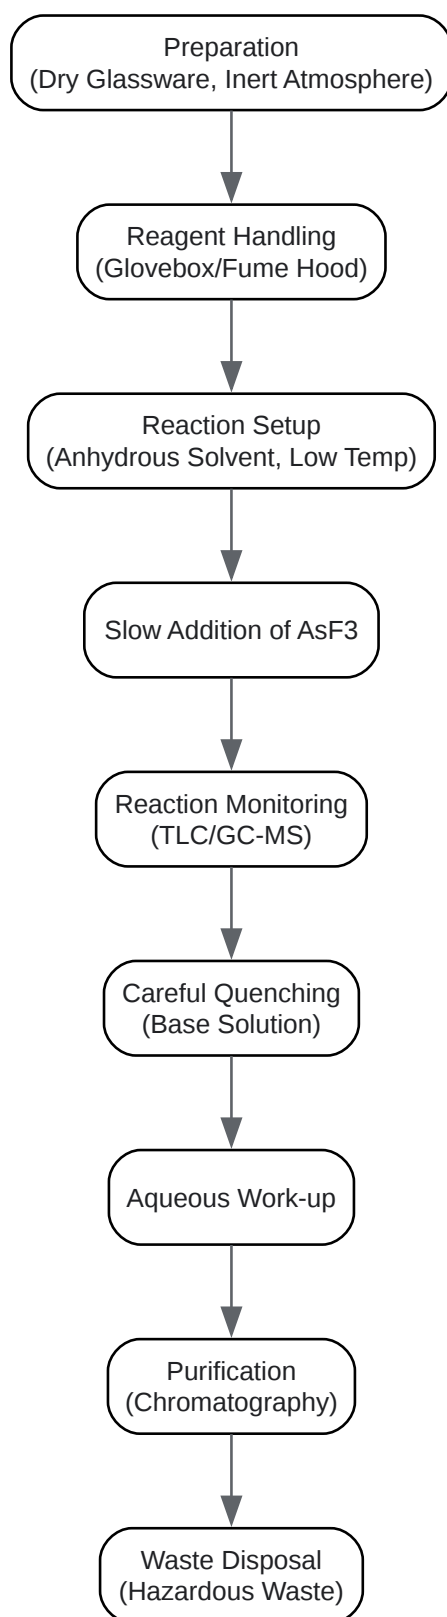 Preparation
(Dry Glassware, Inert Atmosphere)
Reagent Handling
(Glovebox/Fume Hood)
Reaction Setup
(Anhydrous Solvent, Low Temp)
Slow Addition of AsF3
Reaction Monitoring
(TLC/GC-MS)
Careful Quenching
(Base Solution)
Aqueous Work-up
Purification
(Chromatography)
Waste Disposal
(Hazardous Waste)